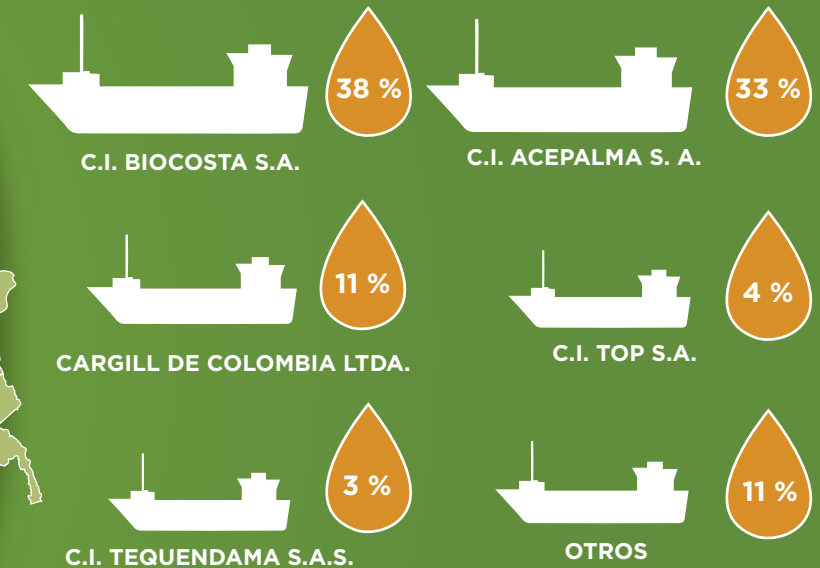 38 %
C.I. BIOCOSTA S.A.
33 %
C.I. ACEPALMA S. A.
11 %
CARGILL DE COLOMBIA LTDA.
4 %
C.I. TOP S.A.
3 %
C.I. TEQUENDAMA S.A.S.
11 %
OTROS